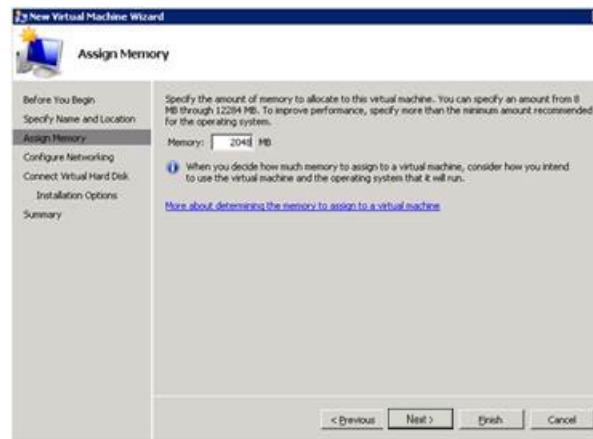 New Virtual Machine Wizard
Assign Memory
Before You Begin
Specify Name and Location
Assign Memory
Configure Networking
Connect Virtual Hard Disk
Installation Options
Summary
Specify the amount of memory to allocate to this virtual machine. You can specify an amount from 8
MB through 12284 MB. To improve performance, specify more than the minimum amount recommended
for the operating system.
Memory: 2048 MB
When you decide how much memory to assign to a virtual machine, consider how you intend
to use the virtual machine and the operating system that it will run.
More about determining the memory to assign to a virtual machine
< Previous Next > Finish Cancel